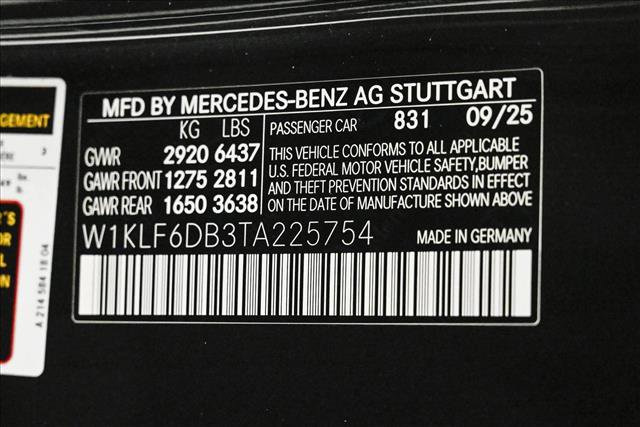 MFD BY MERCEDES-BENZ AG STUTTGART
KG LBS
GVWR 2920 6437
GAWR FRONT 1275 2811
GAWR REAR 1650 3638
PASSENGER CAR 831 09/25
THIS VEHICLE CONFORMS TO ALL APPLICABLE
U.S. FEDERAL MOTOR VEHICLE SAFETY,BUMPER
AND THEFT PREVENTION STANDARDS IN EFFECT
ON THE DATE OF MANUFACTURE SHOWN ABOVE
W1KLF6DB3TA225754
MADE IN GERMANY
A 214 584 18 04
3